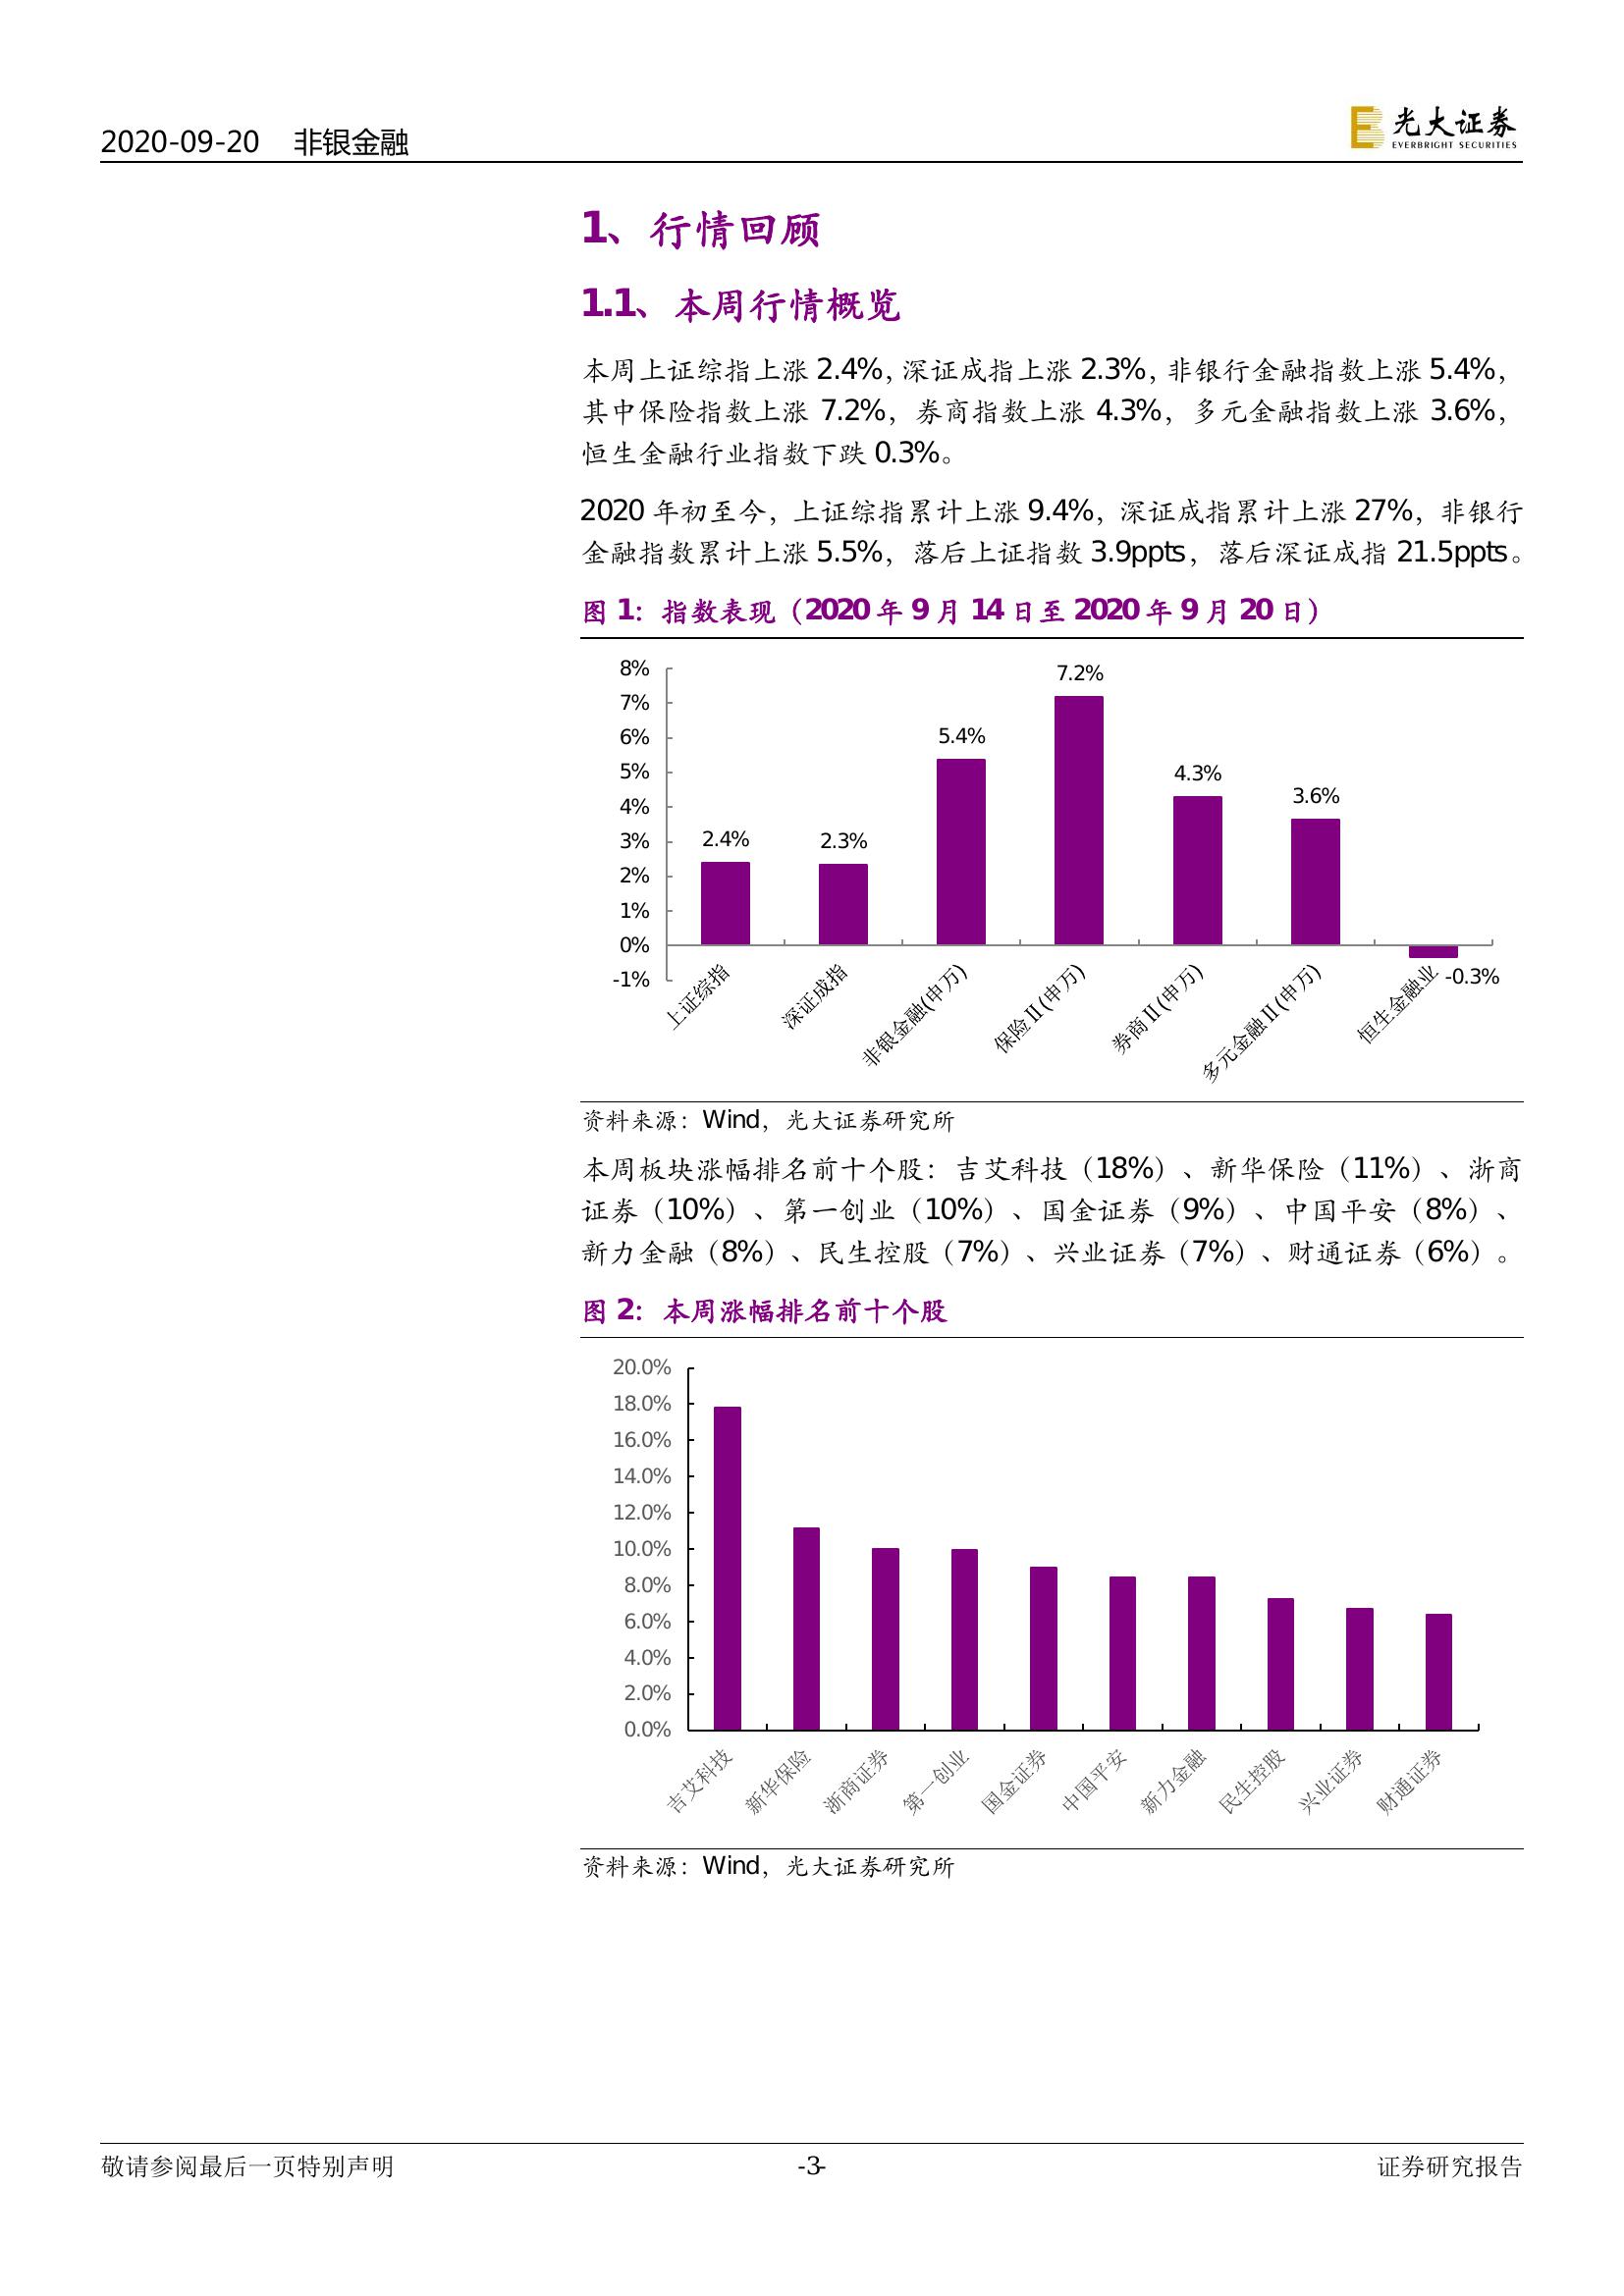 2020-09-20 非银金融
光大证券
EVERBRIGHT SECURITIES
1、行情回顾
1.1、本周行情概览
本周上证综指上涨 2.4%，深证成指上涨 2.3%，非银行金融指数上涨 5.4%，
其中保险指数上涨 7.2%，券商指数上涨 4.3%，多元金融指数上涨 3.6%，
恒生金融行业指数下跌 0.3%。
2020 年初至今，上证综指累计上涨 9.4%，深证成指累计上涨 27%，非银行
金融指数累计上涨 5.5%，落后上证指数 3.9ppts，落后深证成指 21.5ppts。
图 1：指数表现（2020 年 9 月 14 日至 2020 年 9 月 20 日）
8%
7%
6%
5%
4%
3%
2%
1%
0%
-1%
2.4%
2.3%
5.4%
7.2%
4.3%
3.6%
-0.3%
上证综指
深证成指
非银金融(申万)
保险Ⅱ(申万)
券商Ⅱ(申万)
多元金融Ⅱ(申万)
恒生金融业
资料来源：Wind，光大证券研究所
本周板块涨幅排名前十个股：吉艾科技（18%）、新华保险（11%）、浙商
证券（10%）、第一创业（10%）、国金证券（9%）、中国平安（8%）、
新力金融（8%）、民生控股（7%）、兴业证券（7%）、财通证券（6%）。
图 2：本周涨幅排名前十个股
20.0%
18.0%
16.0%
14.0%
12.0%
10.0%
8.0%
6.0%
4.0%
2.0%
0.0%
吉艾科技
新华保险
浙商证券
第一创业
国金证券
中国平安
新力金融
民生控股
兴业证券
财通证券
资料来源：Wind，光大证券研究所
敬请参阅最后一页特别声明
-3-
证券研究报告